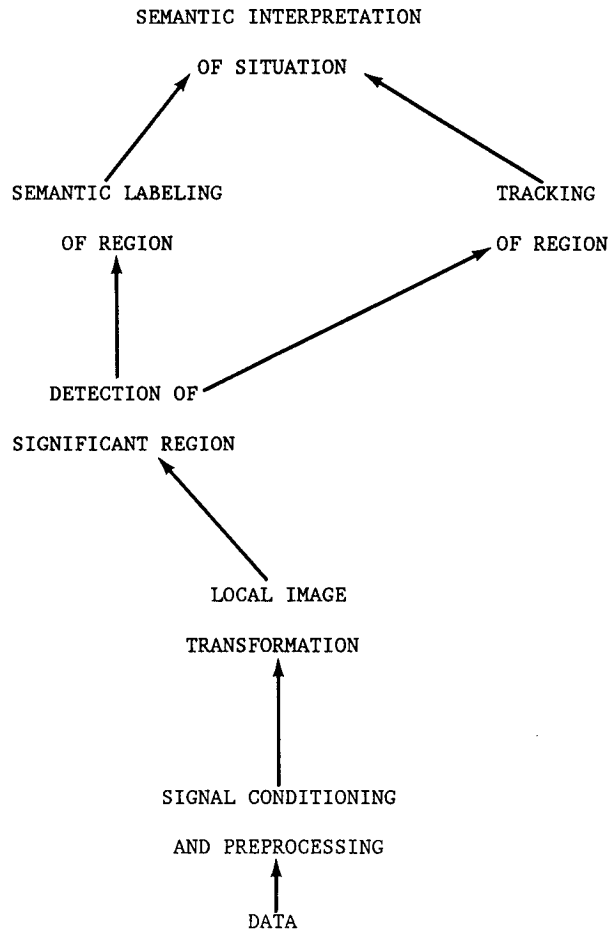 SEMANTIC INTERPRETATION
OF SITUATION
SEMANTIC LABELING
OF REGION
TRACKING
OF REGION
DETECTION OF
SIGNIFICANT REGION
LOCAL IMAGE
TRANSFORMATION
SIGNAL CONDITIONING
AND PREPROCESSING
DATA